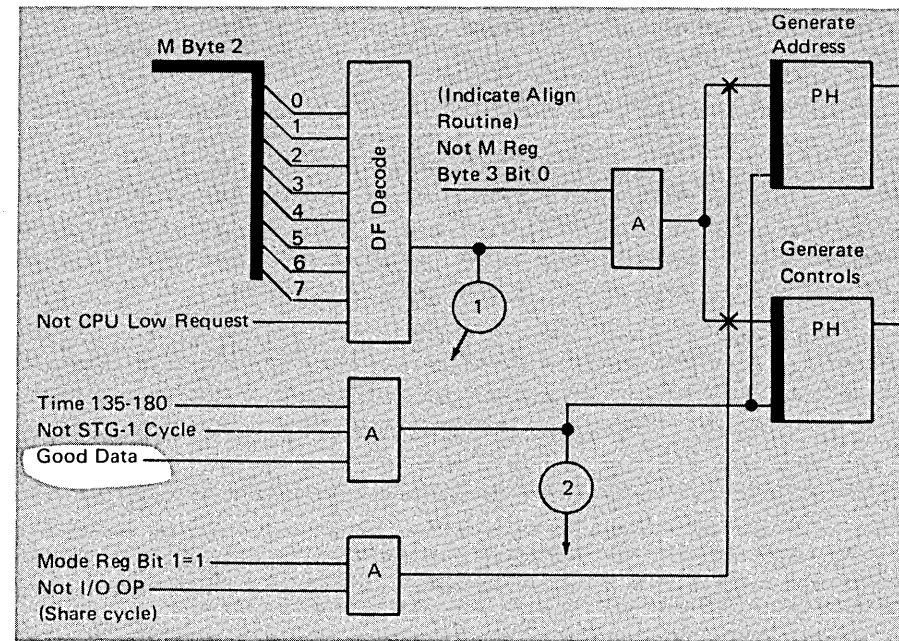 M Byte 2
0
1
2
3
4
5
6
7
DF Decode
Not CPU Low Request
(Indicate Align
Routine)
Not M Reg
Byte 3 Bit 0
A
1
Generate
Address
PH
Generate
Controls
PH
Time 135-180
Not STG-1 Cycle
Good Data
A
2
Mode Reg Bit 1=1
Not I/O OP
(Share cycle)
A